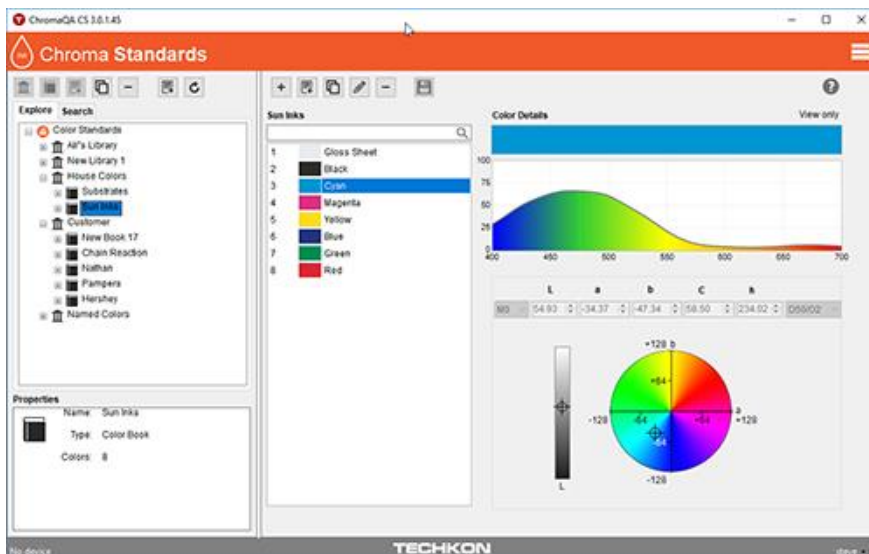 ChromaQA CS 3.0.1.45
Chroma Standards
Explore Search
Color Standards
Alf's Library
New Library 1
House Colors
Substrates
Sun Inks
Customer
New Book 17
Chain Reaction
Nathan
Pampers
Hershey
Named Colors
Properties
Name: Sun Inks
Type: Color Book
Colors: 8
Sun Inks
1 Gloss Sheet
2 Black
3 Cyan
4 Magenta
5 Yellow
6 Blue
7 Green
8 Red
Color Details View only
100
75
50
25
0
400 450 500 550 600 650 700
L a b C h
M3 54.93 -34.37 -47.34 58.50 234.02 D50/02
+128 b
+64
-128 -64 +64 a +128
-64
-128
L
No device TECHKON steve